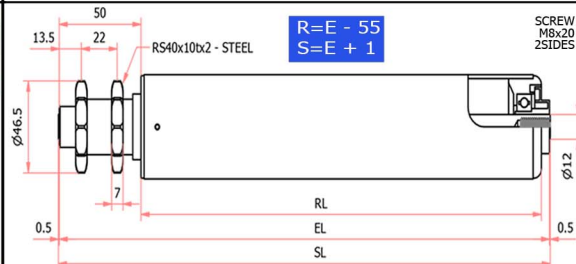 50
R=E - 55
S=E + 1
SCREW
M8x20
2SIDES
13.5
22
RS40x10tx2 - STEEL
Ø46.5
Ø12
7
RL
0.5
EL
0.5
SL